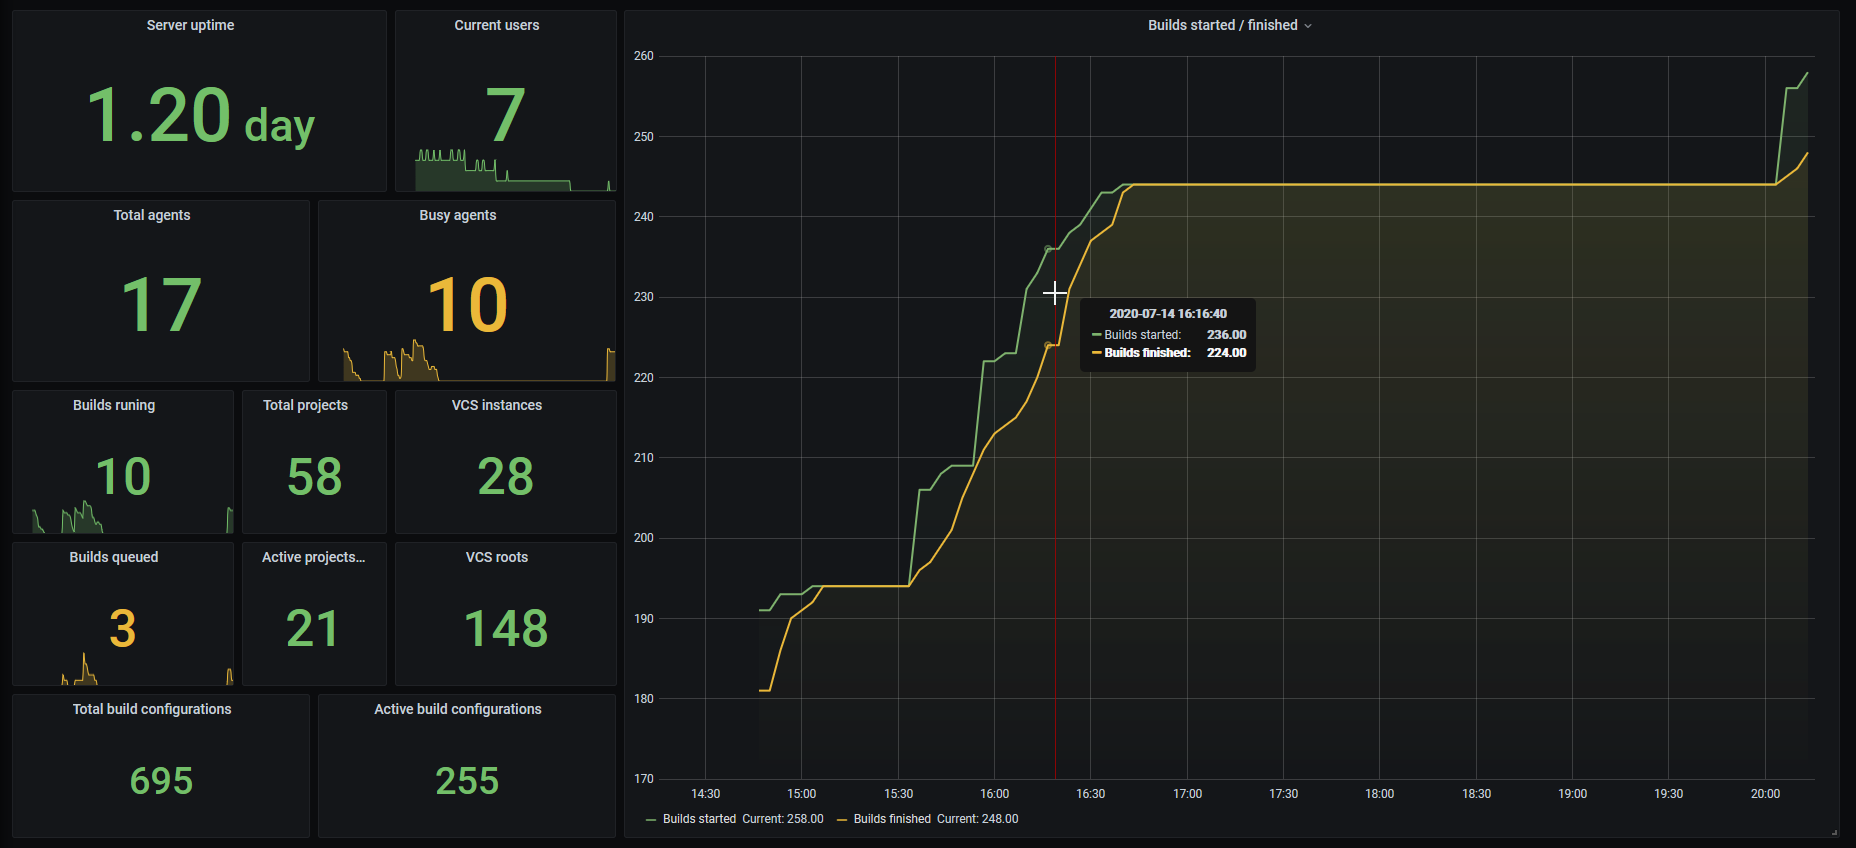 Server uptime
1.20 day
Current users
7
Total agents
17
Busy agents
10
Builds runing
10
Total projects
58
VCS instances
28
Builds queued
3
Active projects...
21
VCS roots
148
Total build configurations
695
Active build configurations
255
Builds started / finished
260
250
240
230
220
210
200
190
180
170
2020-07-14 16:16:40
Builds started: 236.00
Builds finished: 224.00
14:30 15:00 15:30 16:00 16:30 17:00 17:30 18:00 18:30 19:00 19:30 20:00
Builds started Current: 258.00 Builds finished Current: 248.00